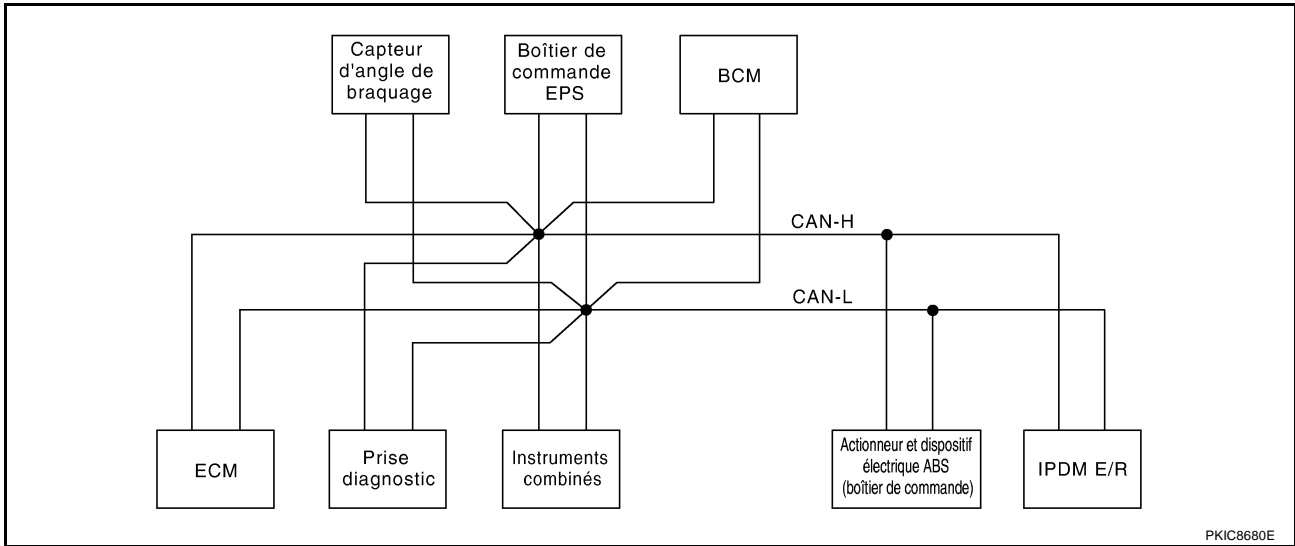 Capteur
d'angle de
braquage
Boîtier de
commande
EPS
BCM
CAN-H
CAN-L
ECM
Prise
diagnostic
Instruments
combinés
Actionneur et dispositif
électrique ABS
(boîtier de commande)
IPDM E/R
PKIC8680E